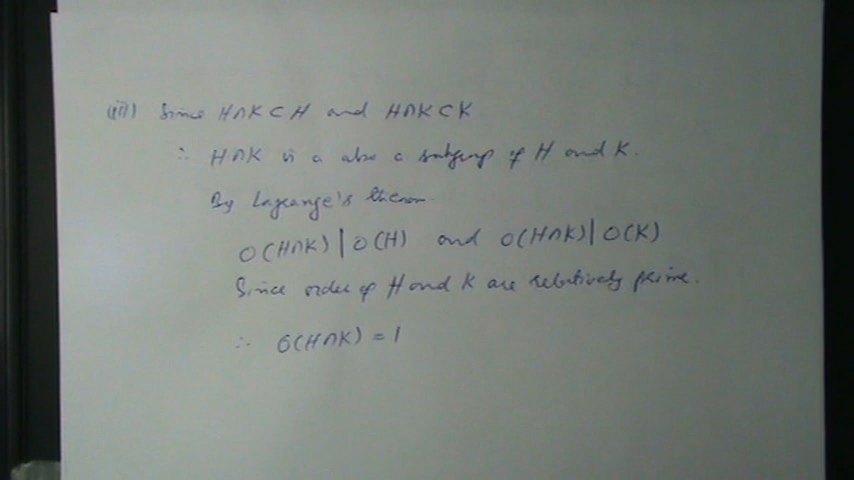 (iii) Since H∩K ⊂ H and H∩K ⊂ K
∴ H∩K is a also a subgroup of H and K.
By Lagrange's theorem.
O(H∩K) | O(H) and O(H∩K) | O(K)
Since order of H and K are relatively prime.
∴ O(H∩K) = 1